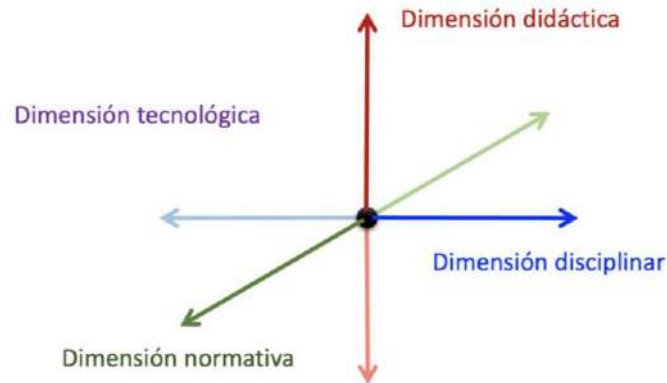 Dimensión didáctica
Dimensión tecnológica
Dimensión disciplinar
Dimensión normativa